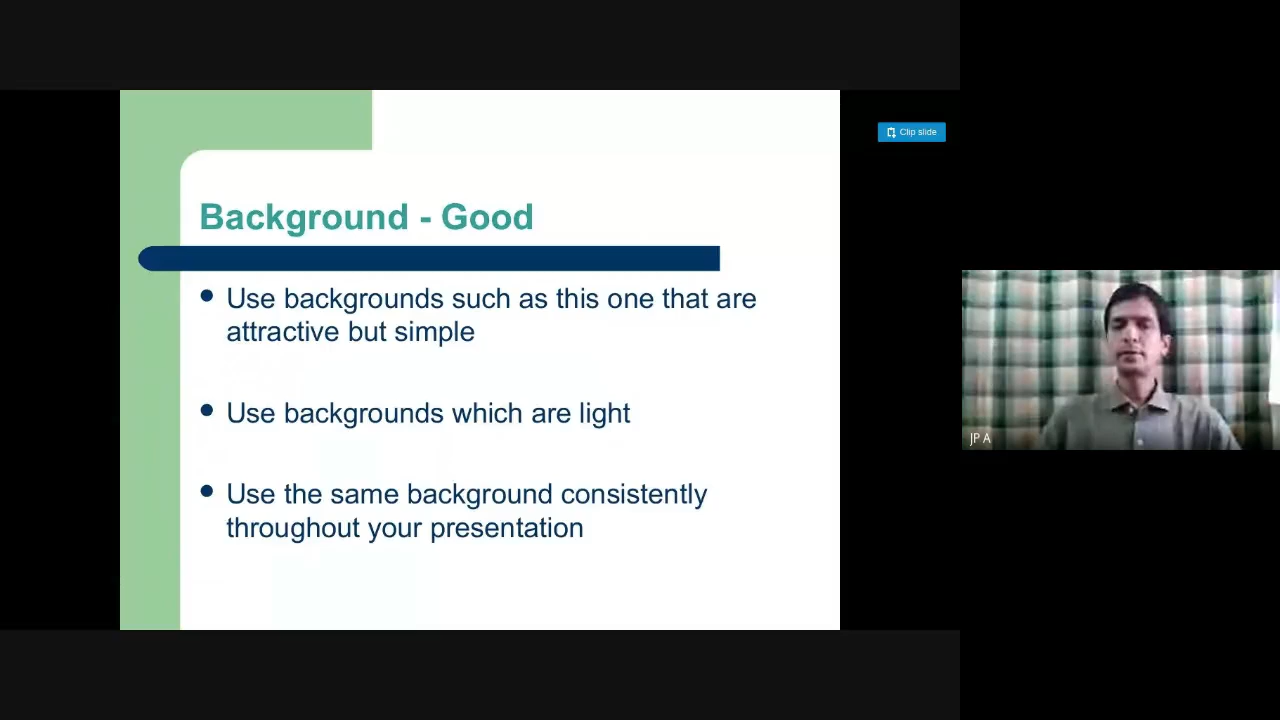 Clip slide
Background - Good
Use backgrounds such as this one that are
attractive but simple
Use backgrounds which are light
Use the same background consistently
throughout your presentation
JP A